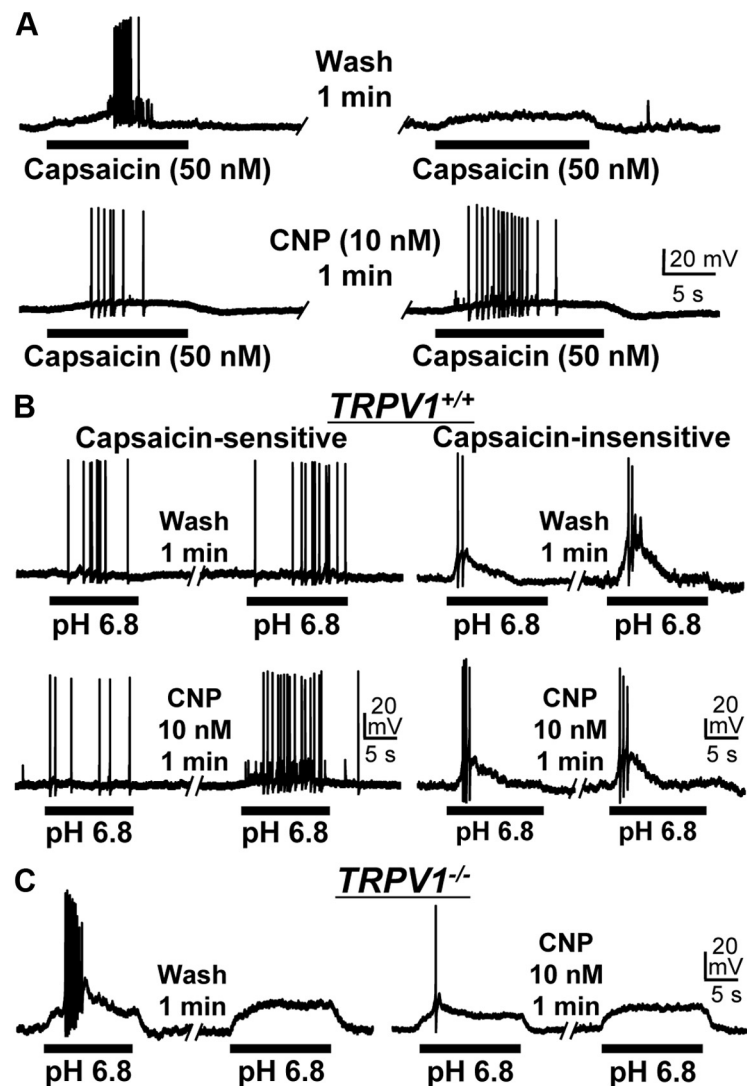 A
Wash
1 min
Capsaicin (50 nM)
Capsaicin (50 nM)
CNP (10 nM)
1 min
20 mV
5 s
Capsaicin (50 nM)
Capsaicin (50 nM)
B
TRPV1+/+
Capsaicin-sensitive
Capsaicin-insensitive
Wash
1 min
Wash
1 min
pH 6.8
pH 6.8
pH 6.8
pH 6.8
CNP
10 nM
1 min
20
mV
5 s
CNP
10 nM
1 min
20
mV
5 s
pH 6.8
pH 6.8
pH 6.8
pH 6.8
C
TRPV1-/-
Wash
1 min
CNP
10 nM
1 min
20
mV
5 s
pH 6.8
pH 6.8
pH 6.8
pH 6.8